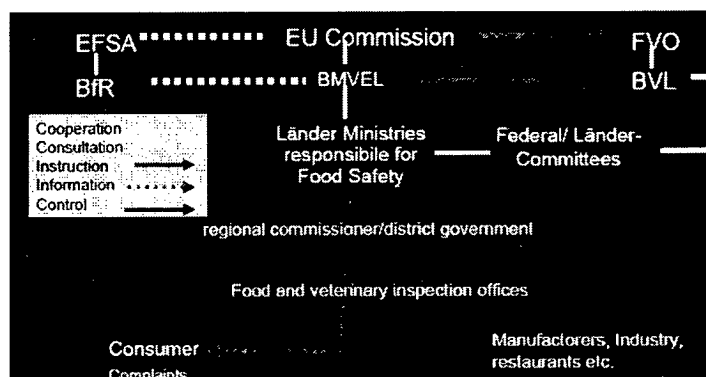 EFSA EU Commission FVO
BfR BMVEL BVL
Cooperation
Consultation
Instruction
Information
Control
Länder Ministries
responsibile for
Food Safety
Federal/ Länder-
Committees
regional commissioner/district government
Food and veterinary inspection offices
Consumer
Complaints
Manufactorers, Industry,
restaurants etc.